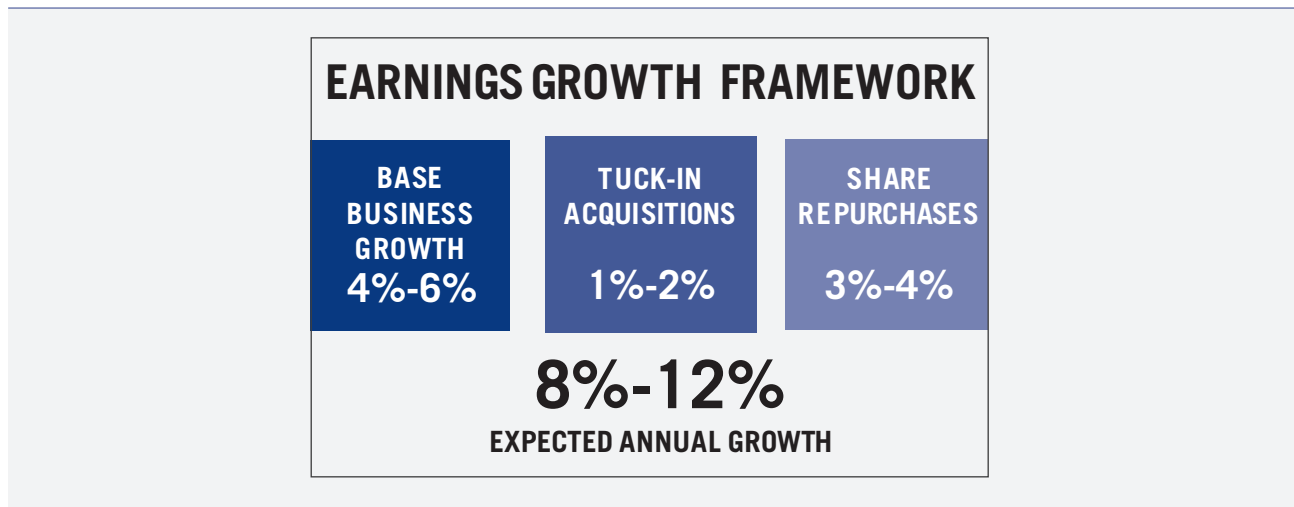 EARNINGS GROWTH FRAMEWORK
BASE
BUSINESS
GROWTH
4%-6%
TUCK-IN
ACQUISITIONS
1%-2%
SHARE
REPURCHASES
3%-4%
8%-12%
EXPECTED ANNUAL GROWTH